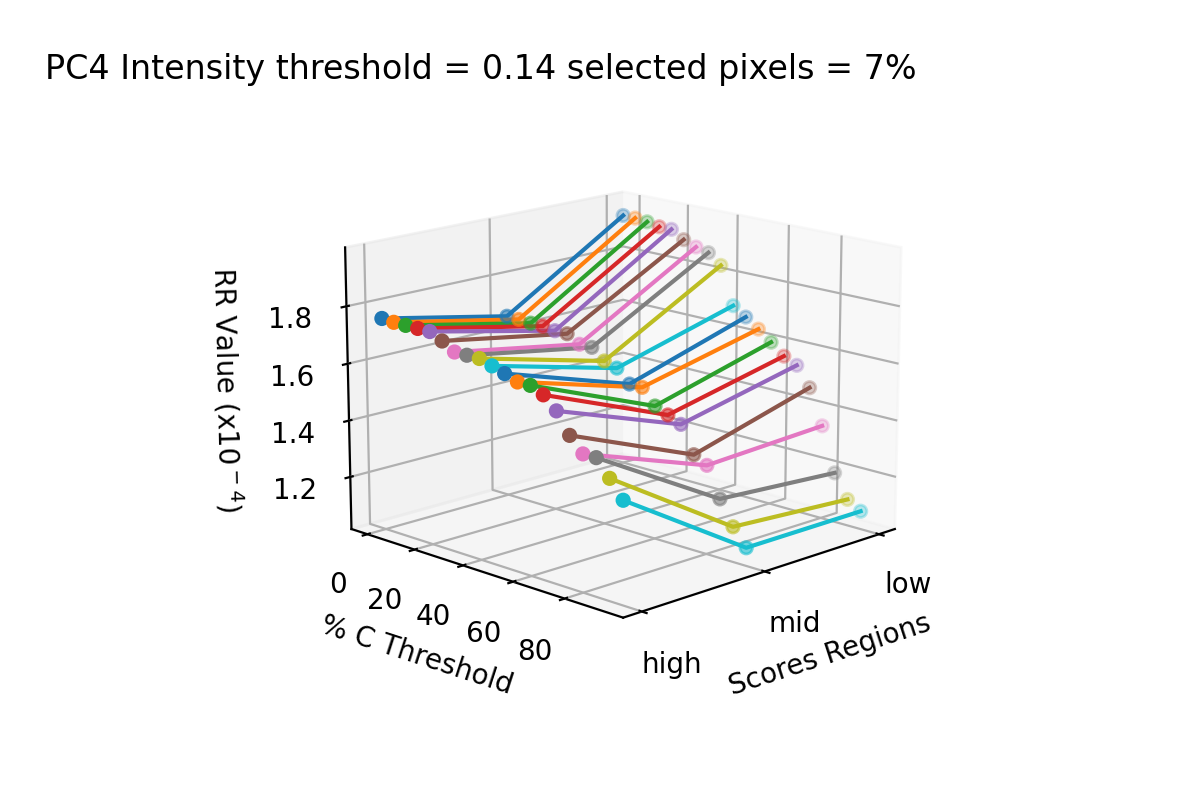 PC4 Intensity threshold = 0.14 selected pixels = 7%
RR Value (x10⁻⁴)
1.8
1.6
1.4
1.2
0
20
40
60
80
% C Threshold
high
mid
low
Scores Regions